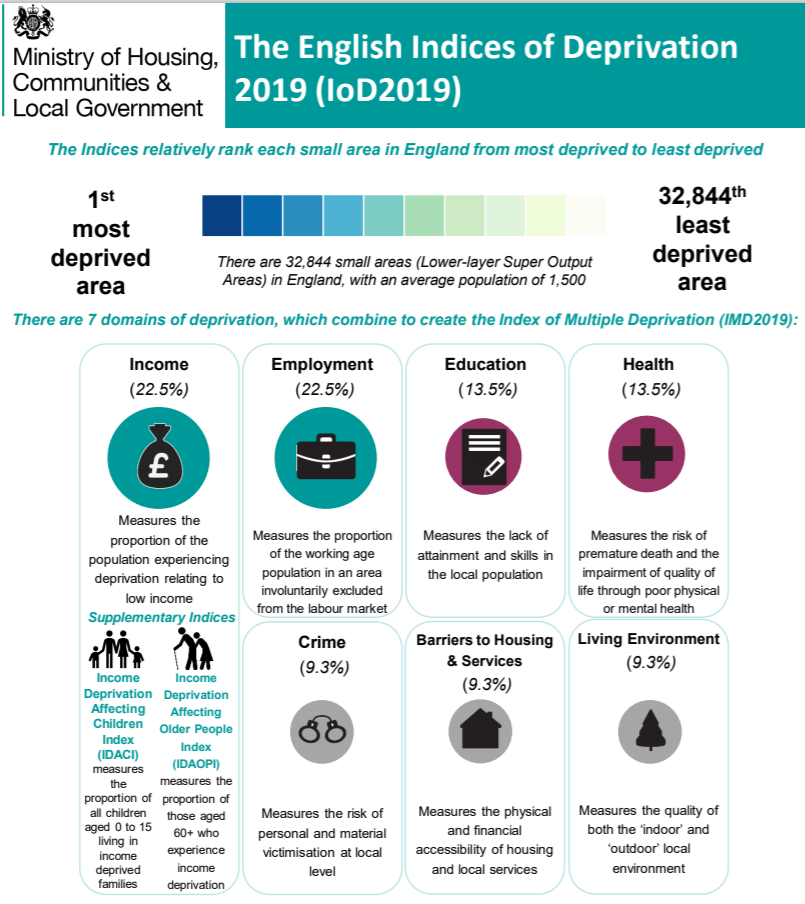 Ministry of Housing,
Communities &
Local Government
The English Indices of Deprivation
2019 (IoD2019)
The Indices relatively rank each small area in England from most deprived to least deprived
1st
most
deprived
area
There are 32,844 small areas (Lower-layer Super Output
Areas) in England, with an average population of 1,500
32,844th
least
deprived
area
There are 7 domains of deprivation, which combine to create the Index of Multiple Deprivation (IMD2019):
Income
(22.5%)
£
Measures the
proportion of the
population experiencing
deprivation relating to
low income
Supplementary Indices
Income
Deprivation
Affecting
Children
Index
(IDACI)
measures
the
proportion of
all children
aged 0 to 15
living in
income
deprived
families
Income
Deprivation
Affecting
Older People
Index
(IDAOPI)
measures the
proportion of
those aged
60+ who
experience
income
deprivation
Employment
(22.5%)
Measures the proportion
of the working age
population in an area
involuntarily excluded
from the labour market
Education
(13.5%)
Measures the lack of
attainment and skills in
the local population
Health
(13.5%)
Measures the risk of
premature death and the
impairment of quality of
life through poor physical
or mental health
Crime
(9.3%)
Measures the risk of
personal and material
victimisation at local
level
Barriers to Housing
& Services
(9.3%)
Measures the physical
and financial
accessibility of housing
and local services
Living Environment
(9.3%)
Measures the quality of
both the ‘indoor’ and
‘outdoor’ local
environment